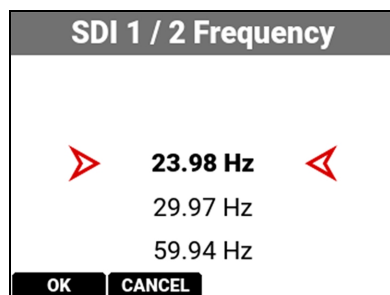 SDI 1 / 2 Frequency
23.98 Hz
29.97 Hz
59.94 Hz
OK CANCEL